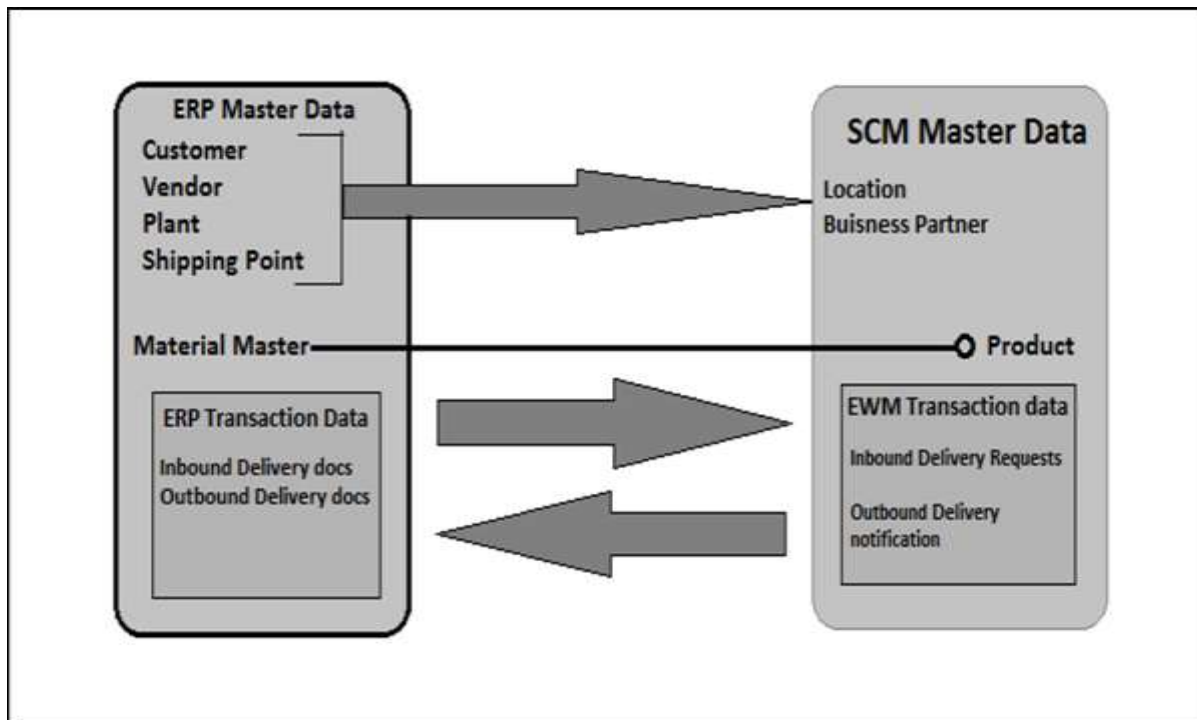 ERP Master Data
Customer
Vendor
Plant
Shipping Point
Material Master
ERP Transaction Data
Inbound Delivery docs
Outbound Delivery docs
SCM Master Data
Location
Buisness Partner
Product
EWM Transaction data
Inbound Delivery Requests
Outbound Delivery
notification